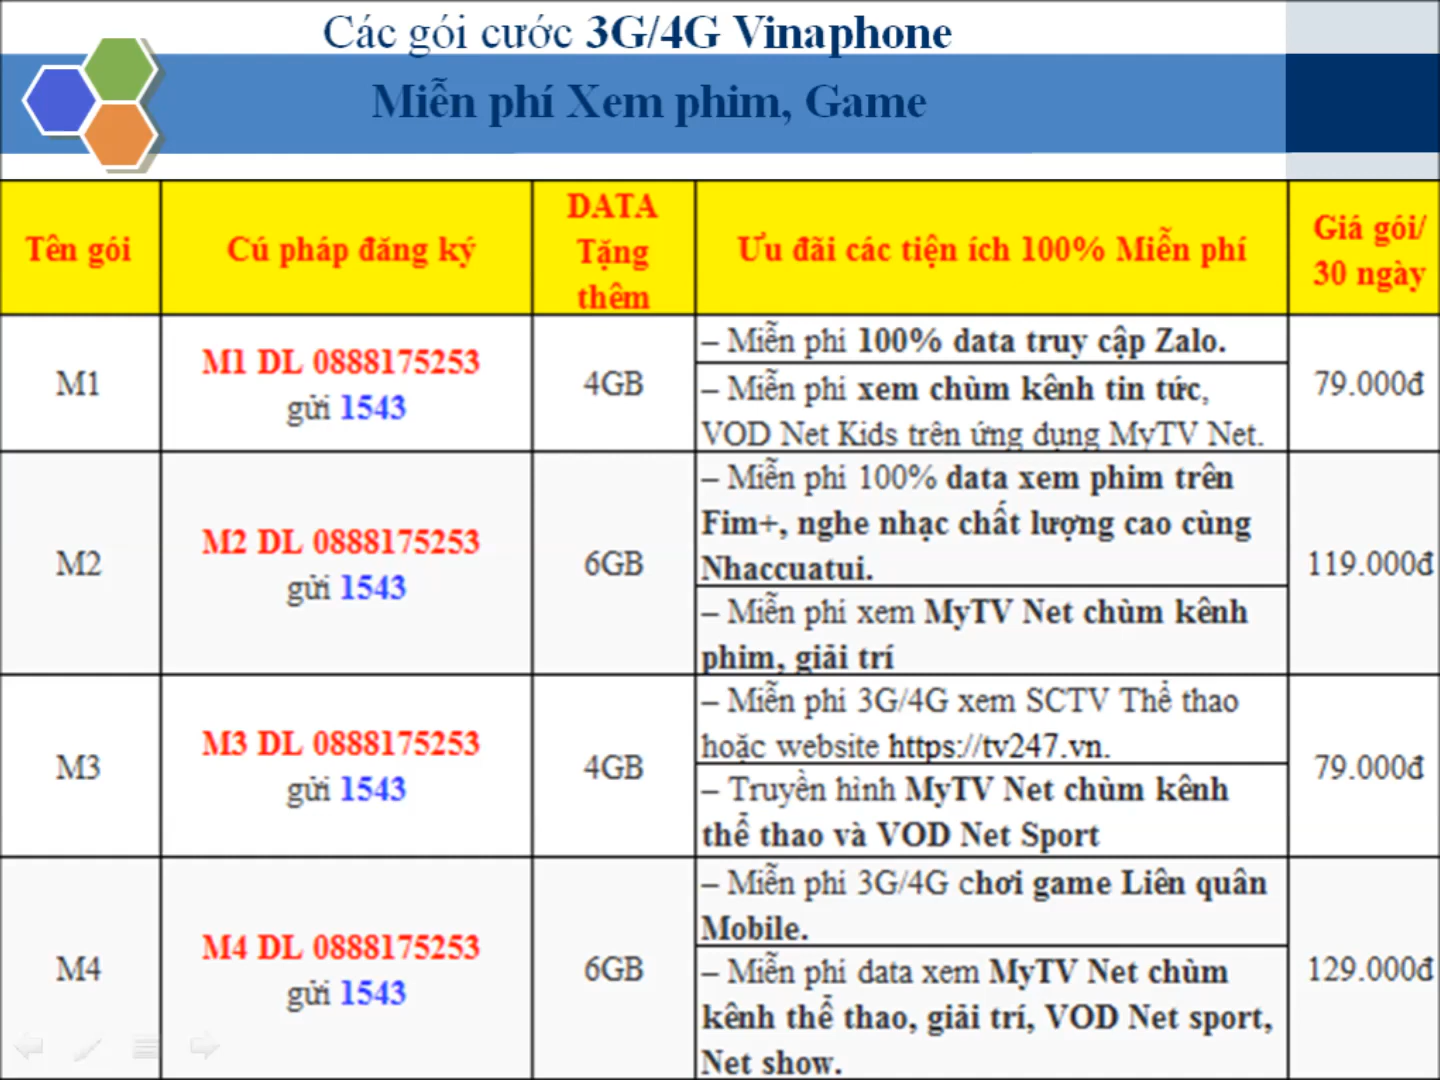 Các gói cước 3G/4G Vinaphone
Miễn phí Xem phim, Game
Tên gói
Cú pháp đăng ký
DATA
Tặng
thêm
Ưu đãi các tiện ích 100% Miễn phí
Giá gói/
30 ngày
M1
M1 DL 0888175253
gửi 1543
4GB
– Miễn phí 100% data truy cập Zalo.
– Miễn phí xem chùm kênh tin tức,
VOD Net Kids trên ứng dụng MyTV Net.
79.000đ
M2
M2 DL 0888175253
gửi 1543
6GB
– Miễn phí 100% data xem phim trên
Fim+, nghe nhạc chất lượng cao cùng
Nhaccuatui.
– Miễn phí xem MyTV Net chùm kênh
phim, giải trí
119.000đ
M3
M3 DL 0888175253
gửi 1543
4GB
– Miễn phí 3G/4G xem SCTV Thể thao
hoặc website https://tv247.vn.
– Truyền hình MyTV Net chùm kênh
thể thao và VOD Net Sport
79.000đ
M4
M4 DL 0888175253
gửi 1543
6GB
– Miễn phí 3G/4G chơi game Liên quân
Mobile.
– Miễn phí data xem MyTV Net chùm
kênh thể thao, giải trí, VOD Net sport,
Net show.
129.000đ